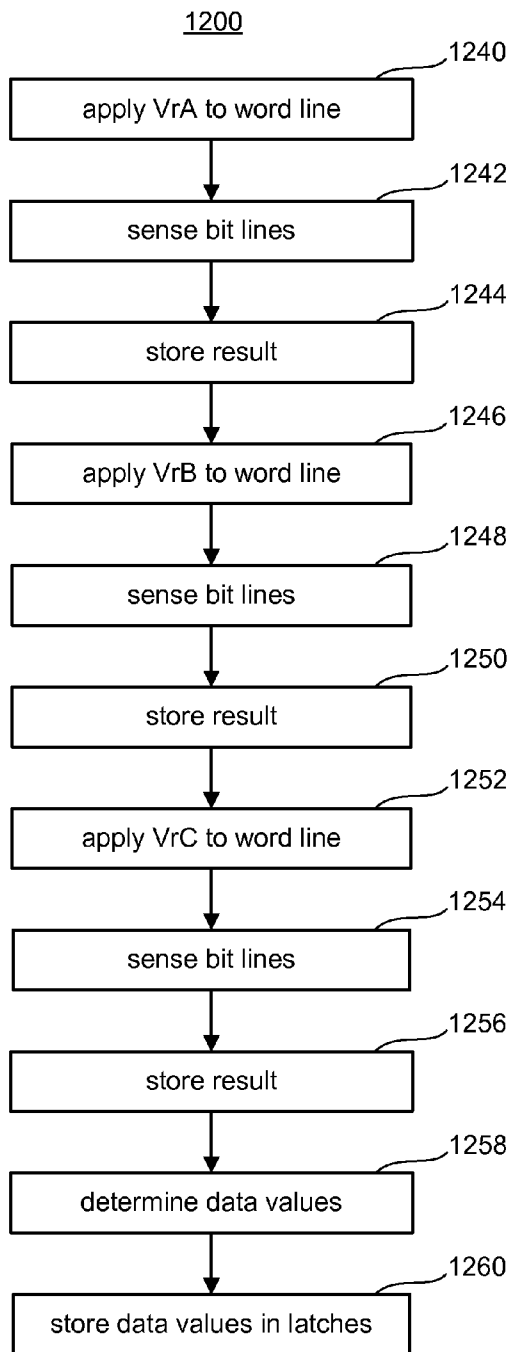 1200
1240
apply VrA to word line
1242
sense bit lines
1244
store result
1246
apply VrB to word line
1248
sense bit lines
1250
store result
1252
apply VrC to word line
1254
sense bit lines
1256
store result
1258
determine data values
1260
store data values in latches